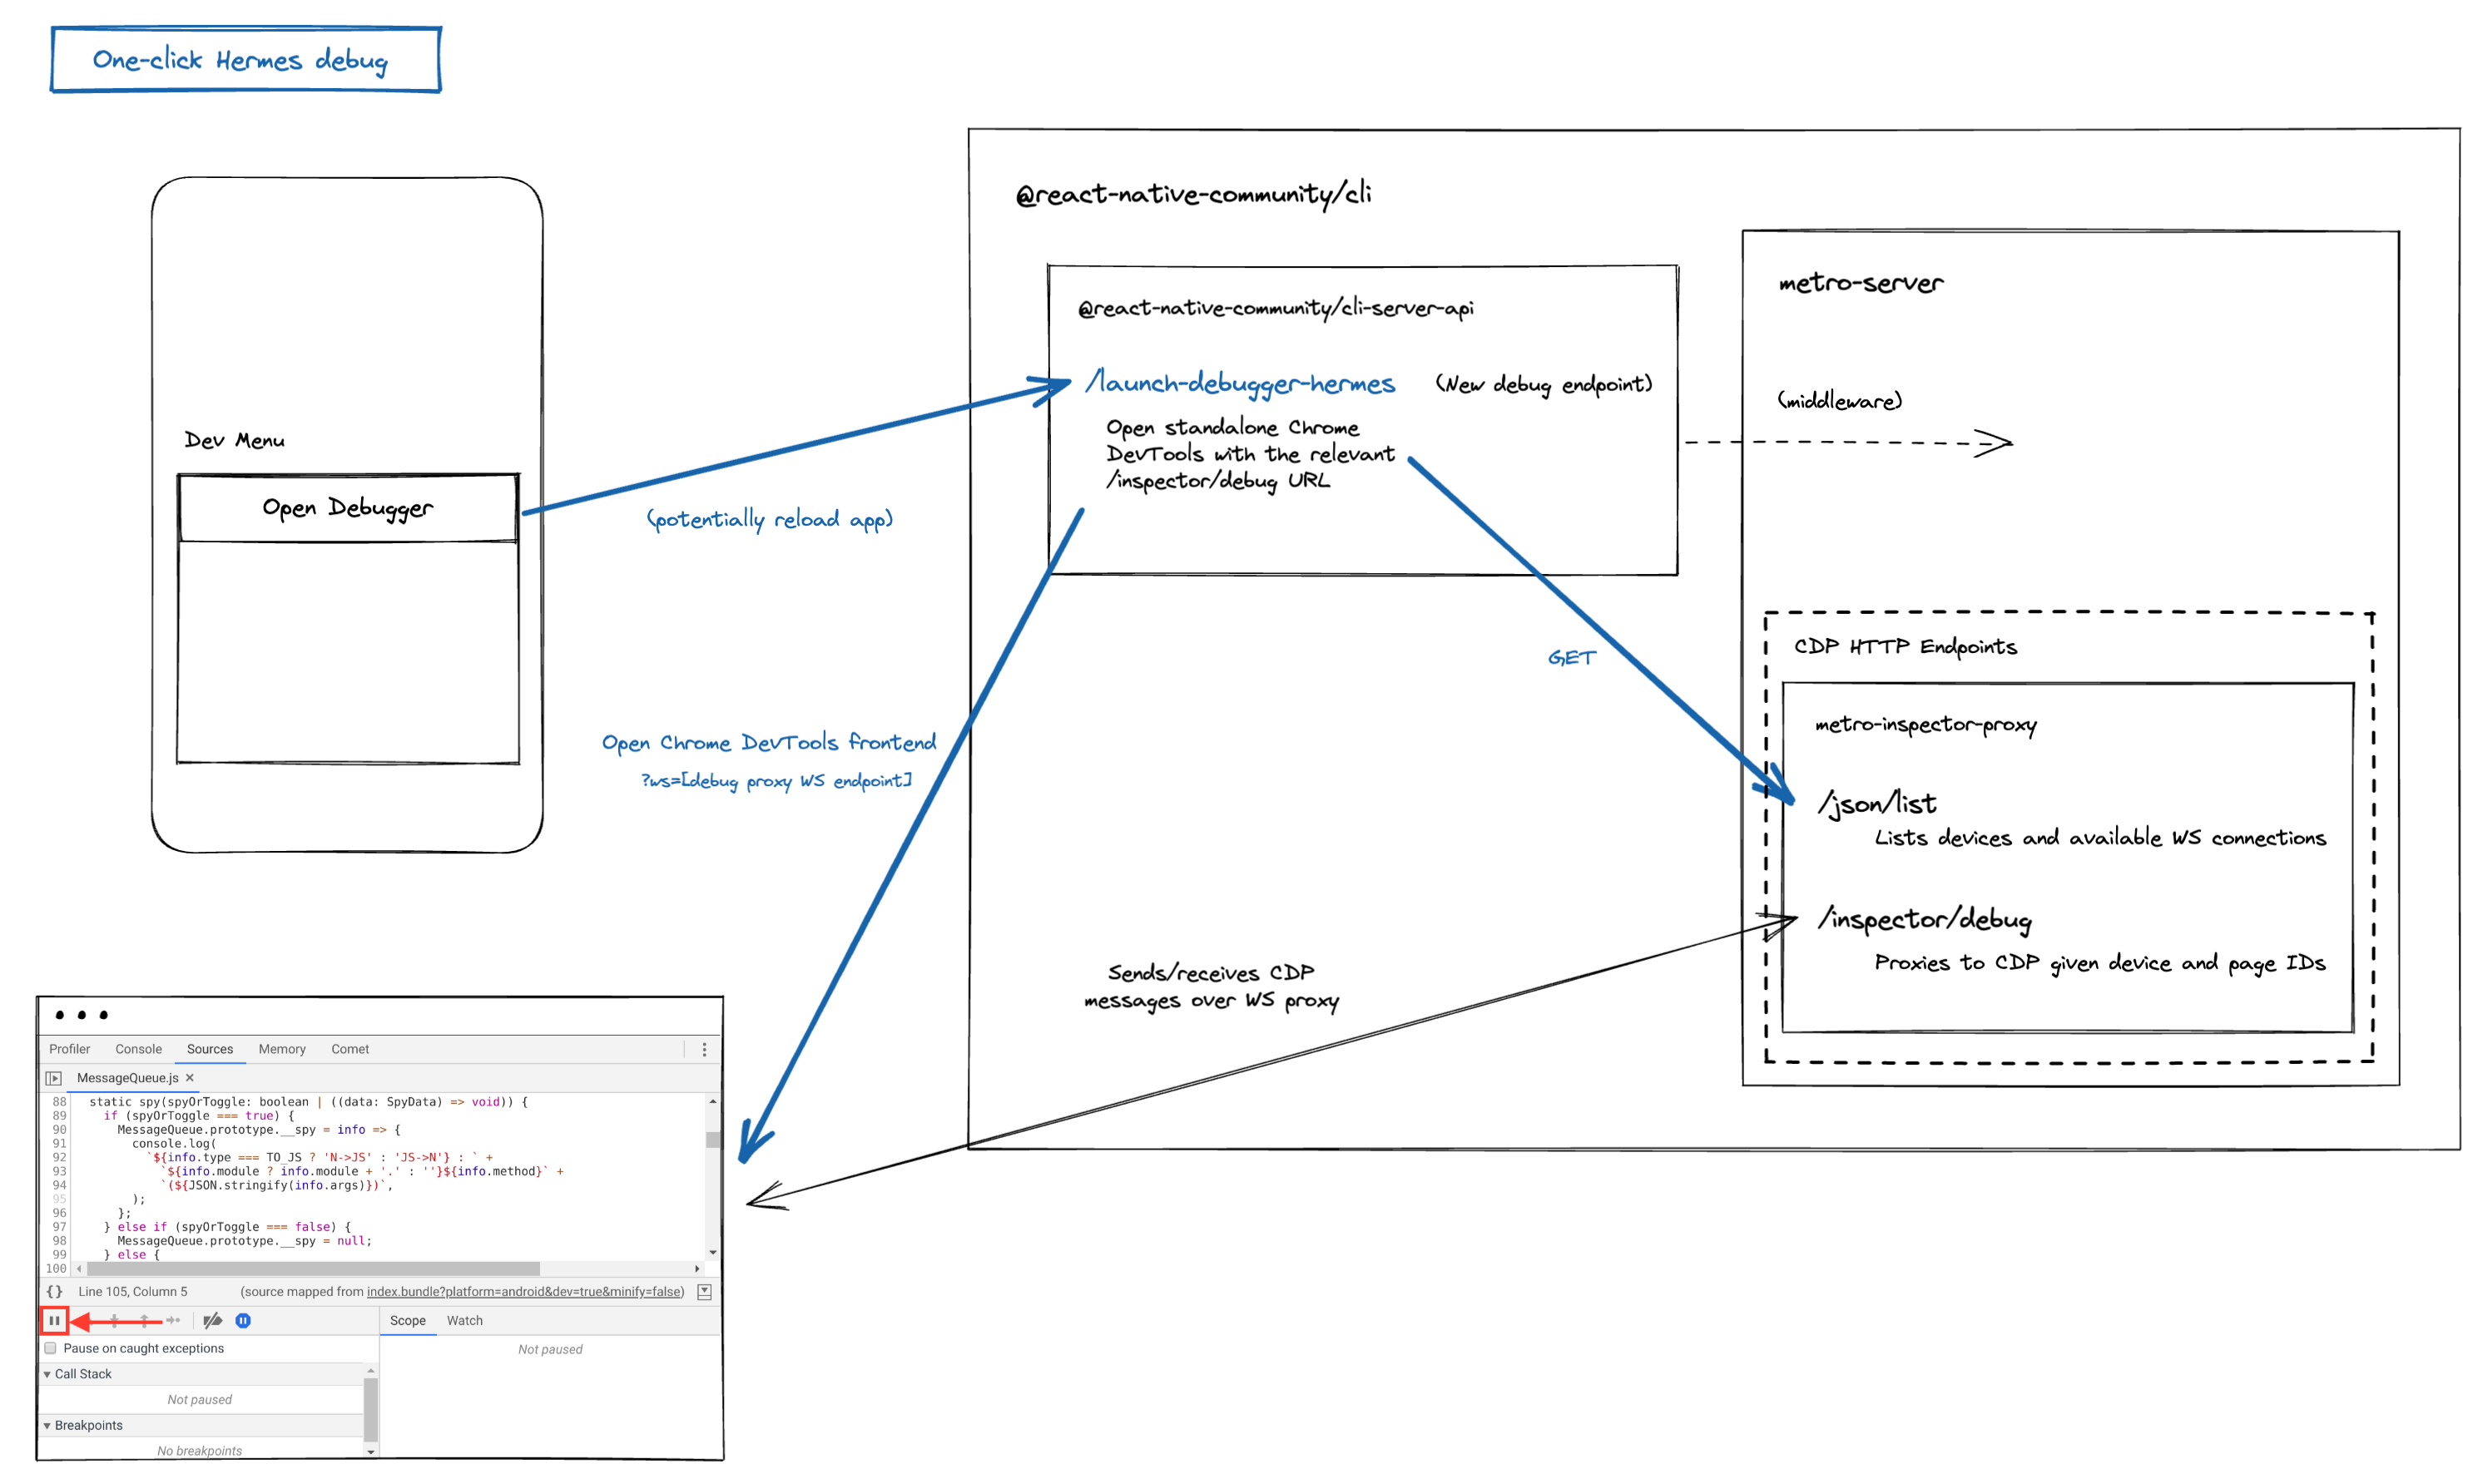 One-click Hermes debug
@react-native-community/cli
@react-native-community/cli-server-api
/launch-debugger-hermes (New debug endpoint)
Open standalone Chrome
DevTools with the relevant
/inspector/debug URL
metro-server
(middleware)
Dev Menu
Open Debugger
(potentially reload app)
GET
Open Chrome DevTools frontend
?ws=[debug proxy WS endpoint]
CDP HTTP Endpoints
metro-inspector-proxy
/json/list
Lists devices and available WS connections
/inspector/debug
Proxies to CDP given device and page IDs
Sends/receives CDP
messages over WS proxy
Profiler Console Sources Memory Comet
MessageQueue.js ×
88 static spy(spyOrToggle: boolean | ((data: SpyData) => void)) {
89 if (spyOrToggle === true) {
90 MessageQueue.prototype.__spy = info => {
91 console.log(
92 `${info.type === TO_JS ? 'N->JS' : 'JS->N'} : ` +
93 `${info.module ? info.module + '.' : ''}${info.method}` +
94 `(${JSON.stringify(info.args)})`,
95 );
96 };
97 } else if (spyOrToggle === false) {
98 MessageQueue.prototype.__spy = null;
99 } else {
100
{} Line 105, Column 5 (source mapped from index.bundle?platform=android&dev=true&minify=false)
Scope Watch
Pause on caught exceptions
Not paused
Call Stack
Not paused
Breakpoints
No breakpoints